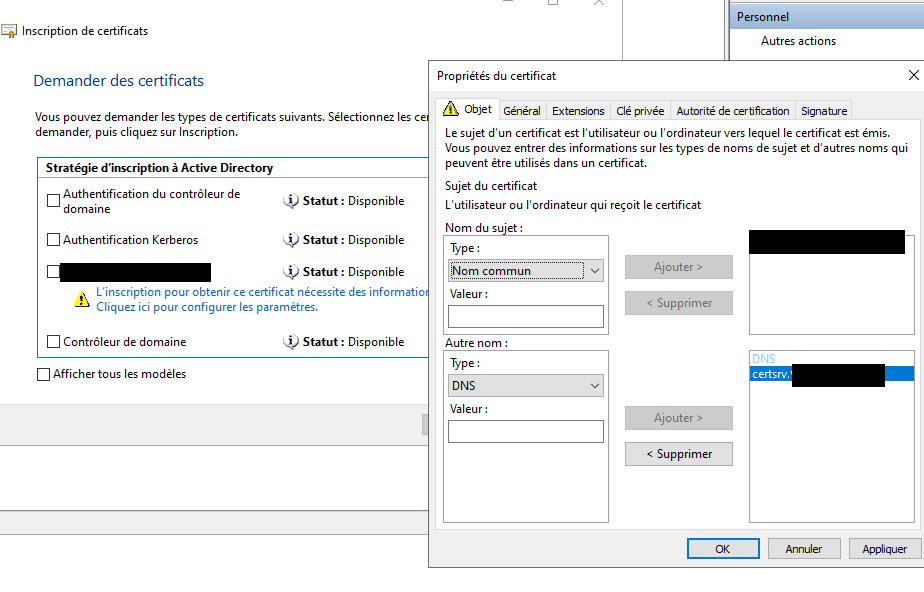 Inscription de certificats
Demander des certificats
Vous pouvez demander les types de certificats suivants. Sélectionnez les
demander, puis cliquez sur Inscription.
Stratégie d'inscription à Active Directory
Authentification du contrôleur de
domaine
Statut : Disponible
Authentification Kerberos
Statut : Disponible
Statut : Disponible
L'inscription pour obtenir ce certificat nécessite des
Cliquez ici pour configurer les paramètres.
Contrôleur de domaine
Statut : Disponible
Afficher tous les modèles
Personnel
Autres actions
Propriétés du certificat
Objet
Général
Extensions
Clé privée
Autorité de certification
Signature
Le sujet d'un certificat est l'utilisateur ou l'ordinateur vers lequel le certificat est émis.
Vous pouvez entrer des informations sur les types de noms de sujet et d'autres noms qui
peuvent être utilisés dans un certificat.
Sujet du certificat
L'utilisateur ou l'ordinateur qui reçoit le certificat
Nom du sujet :
Type :
Nom commun
Valeur :
Ajouter >
< Supprimer
Autre nom :
Type :
DNS
Valeur :
Ajouter >
< Supprimer
DNS
certsrv.
OK
Annuler
Appliquer